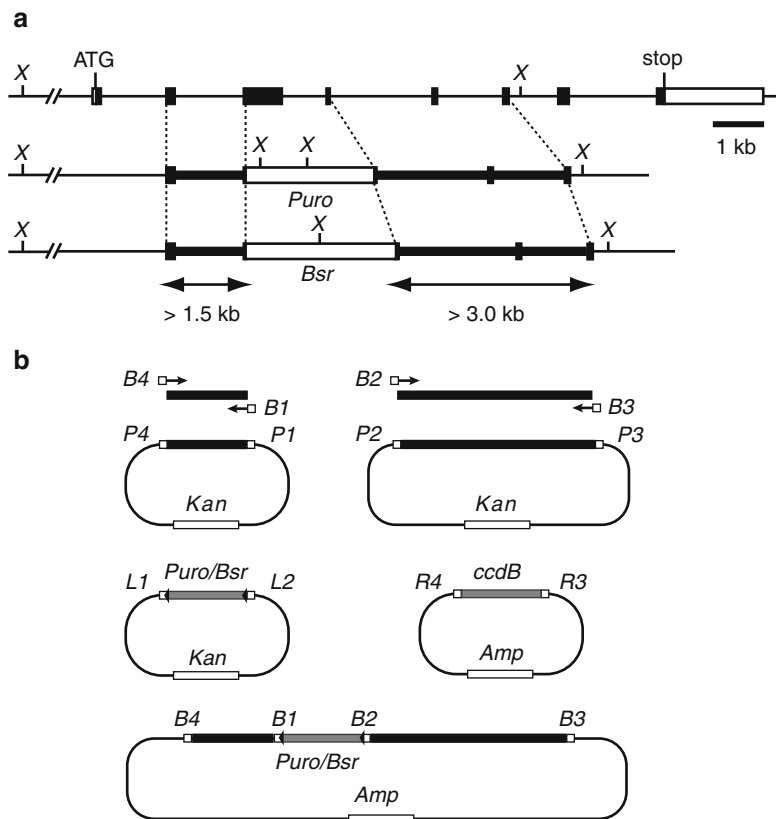 a
X ATG X stop
1 kb
X X X X
Puro
X X X
Bsr
> 1.5 kb > 3.0 kb
b
B4 B2
B1 B3
P4 P1 P2 P3
Kan Kan
L1 Puro/Bsr L2 R4 ccdB R3
Kan Amp
B4 B1 B2 B3
Puro/Bsr
Amp